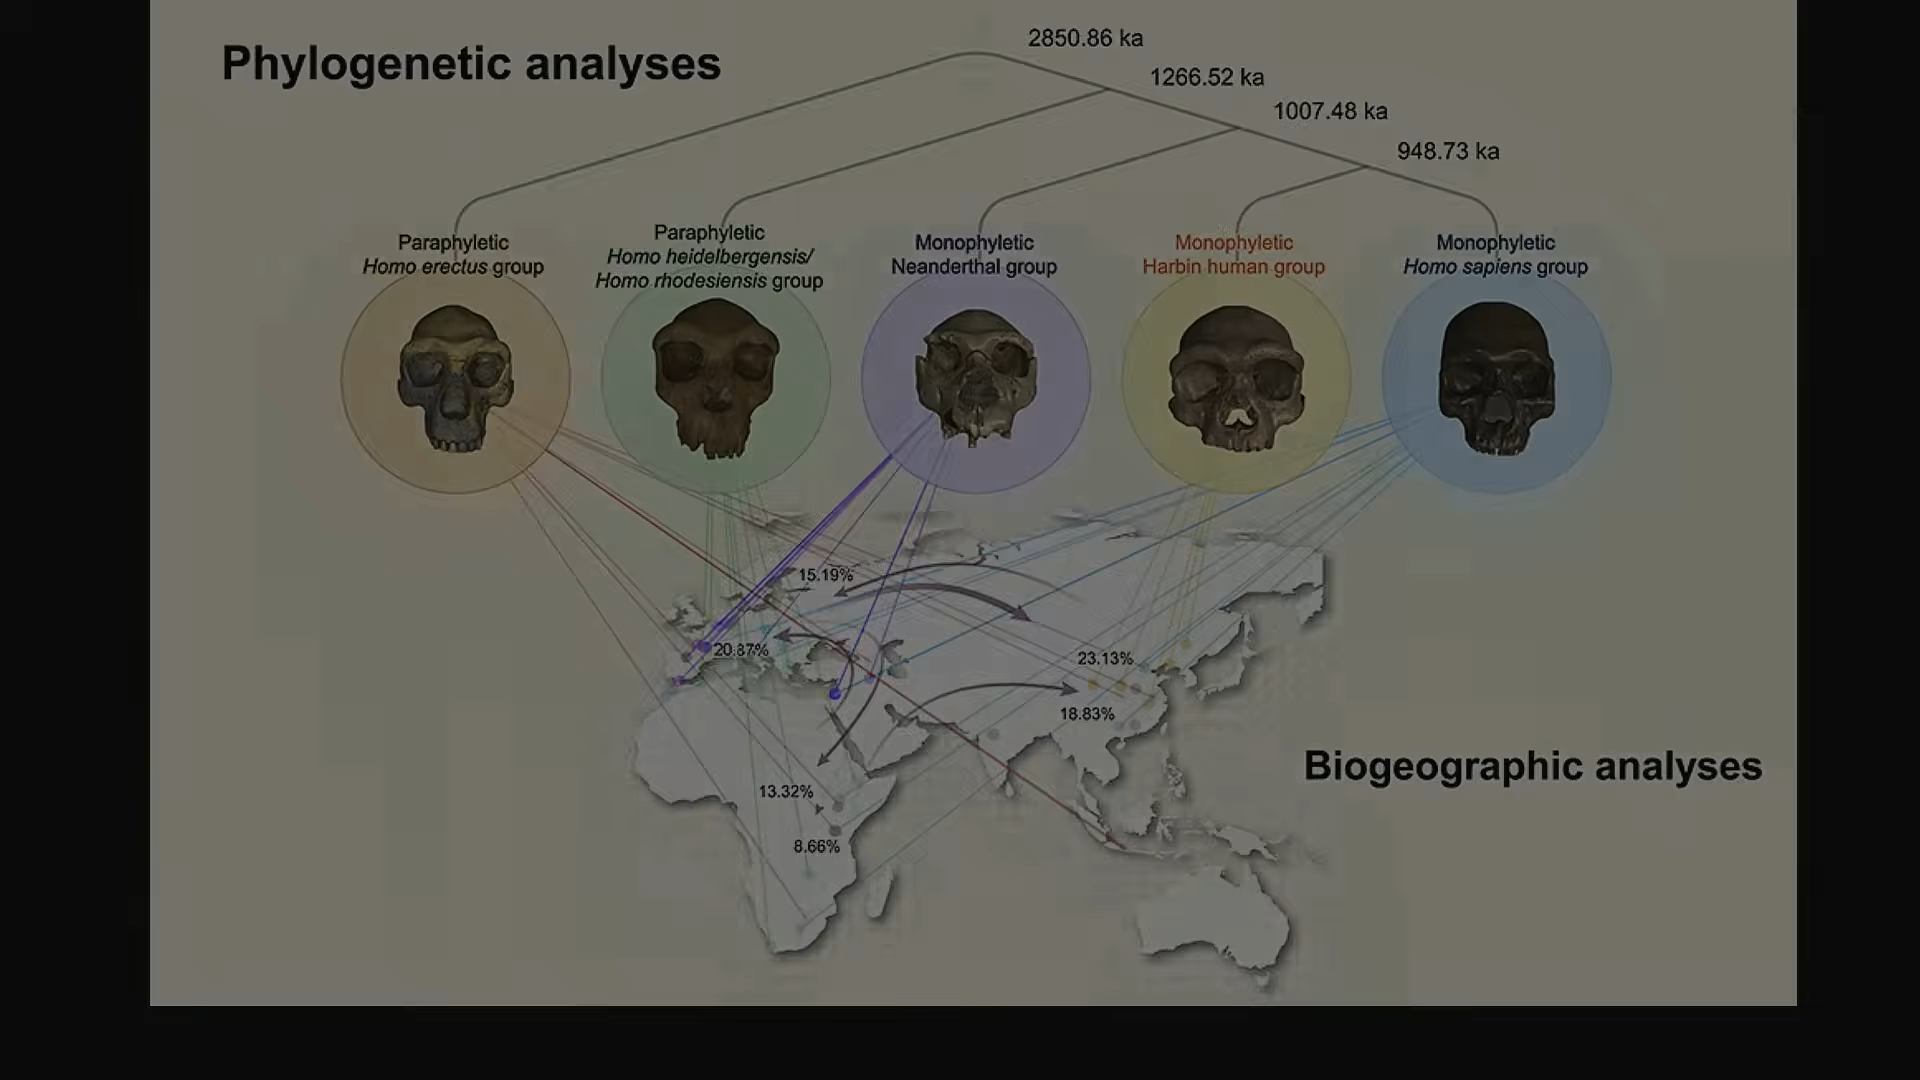 Phylogenetic analyses
2850.86 ka
1266.52 ka
1007.48 ka
948.73 ka
Paraphyletic
Homo erectus group
Paraphyletic
Homo heidelbergensis/
Homo rhodesiensis group
Monophyletic
Neanderthal group
Monophyletic
Harbin human group
Monophyletic
Homo sapiens group
15.19%
20.87%
23.13%
18.83%
13.32%
8.66%
Biogeographic analyses